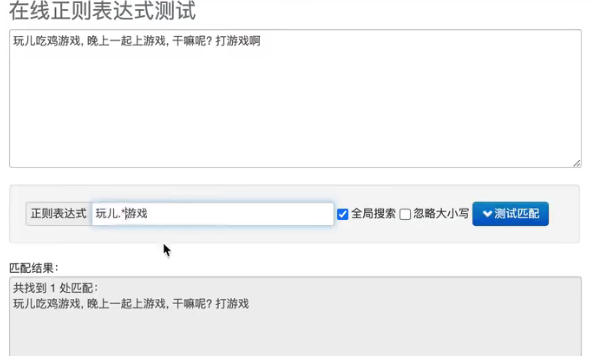 在线正则表达式测试
玩儿吃鸡游戏, 晚上一起上游戏, 干嘛呢? 打游戏啊
正则表达式 玩儿.*游戏 全局搜索 忽略大小写 测试匹配
匹配结果:
共找到 1 处匹配:
玩儿吃鸡游戏, 晚上一起上游戏, 干嘛呢? 打游戏